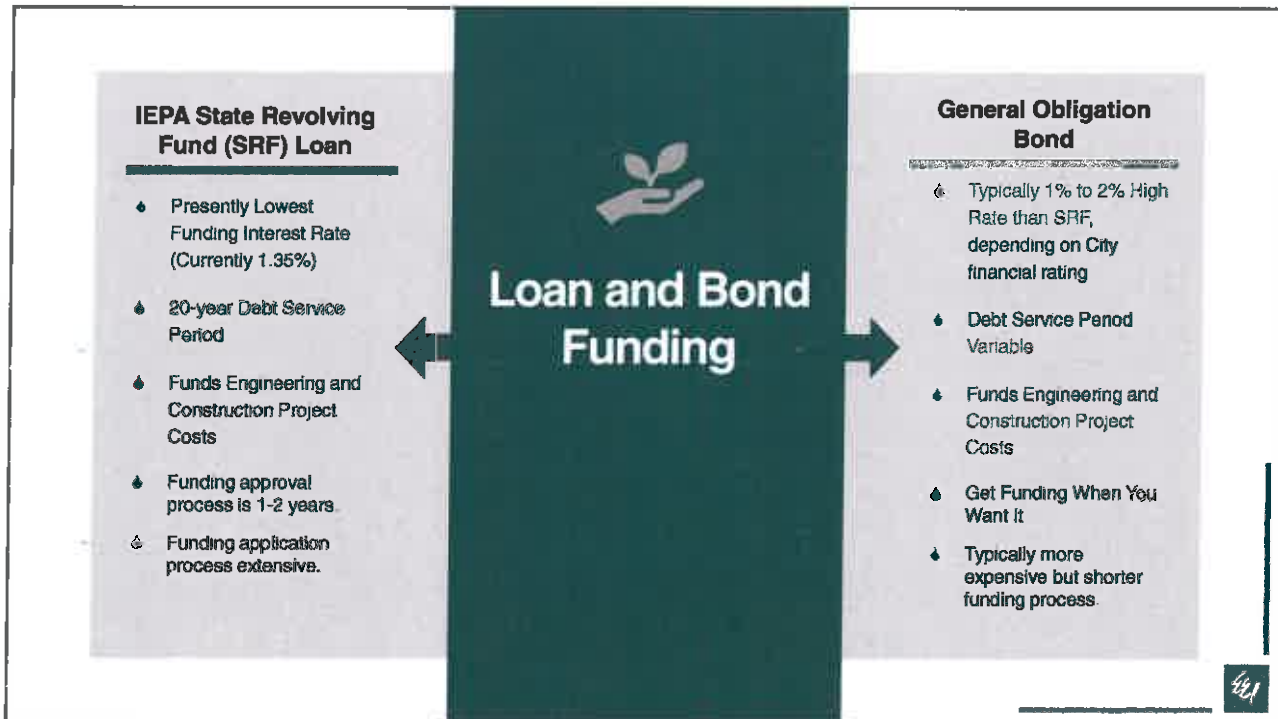 IEPA State Revolving
Fund (SRF) Loan
Presently Lowest
Funding Interest Rate
(Currently 1.35%)
20-year Debt Service
Period
Funds Engineering and
Construction Project
Costs
Funding approval
process is 1-2 years.
Funding application
process extensive.
Loan and Bond
Funding
General Obligation
Bond
Typically 1% to 2% High
Rate than SRF,
depending on City
financial rating
Debt Service Period
Variable
Funds Engineering and
Construction Project
Costs
Get Funding When You
Want It
Typically more
expensive but shorter
funding process.